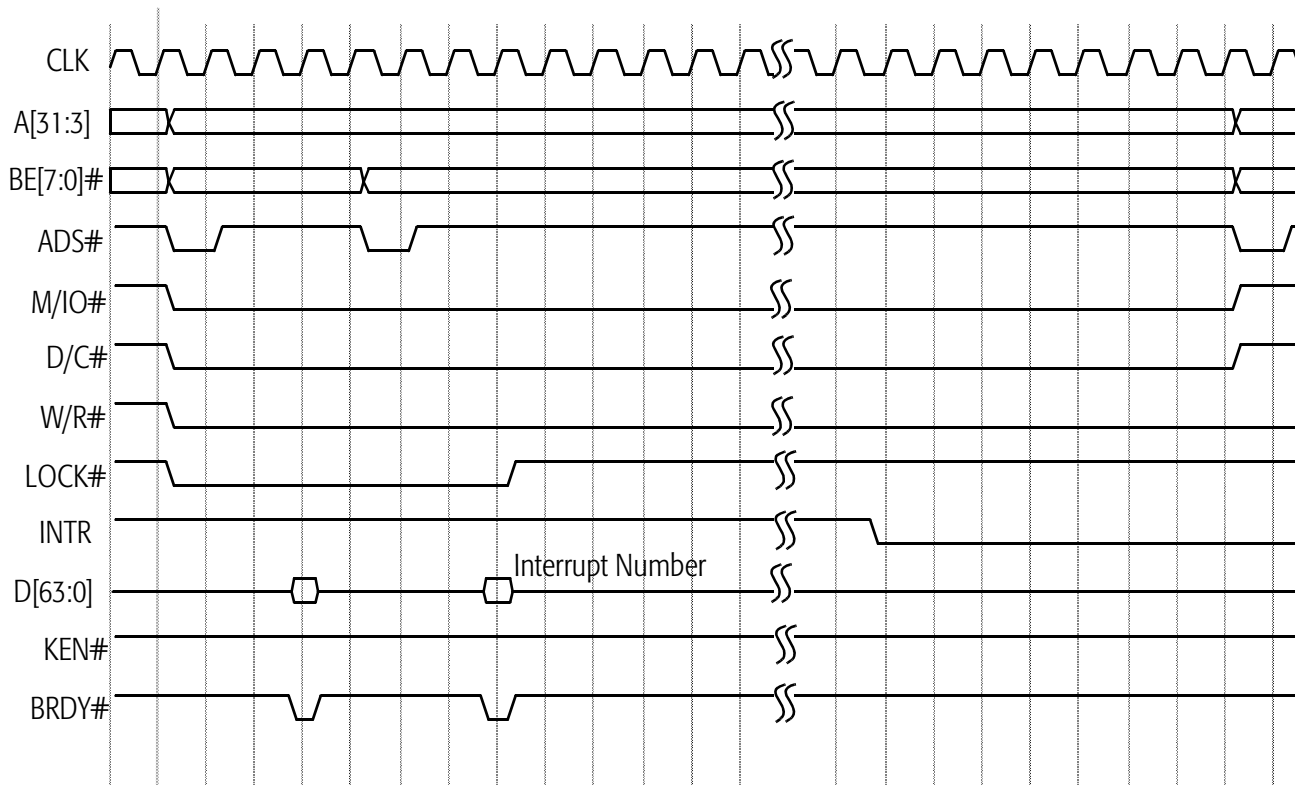 CLK
A[31:3]
BE[7:0]#
ADS#
M/IO#
D/C#
W/R#
LOCK#
INTR
Interrupt Number
D[63:0]
KEN#
BRDY#